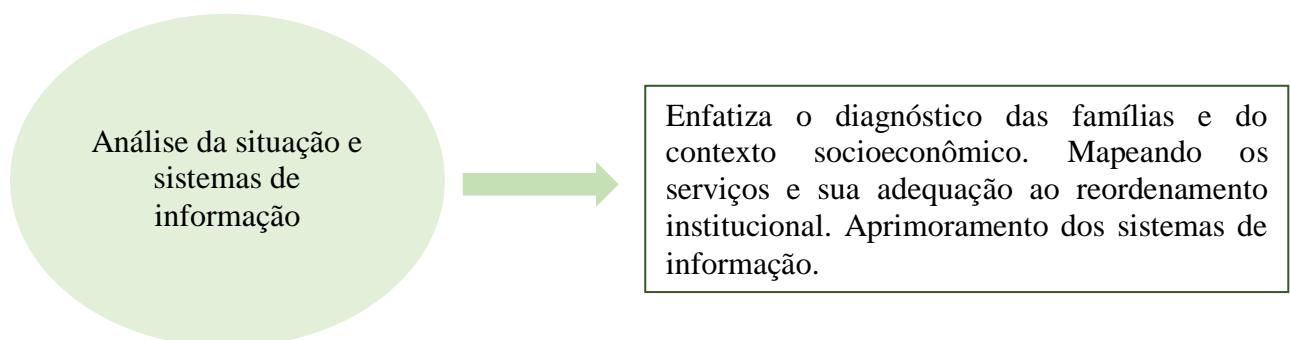 Análise da situação e
sistemas de
informação
Enfatiza o diagnóstico das famílias e do
contexto socioeconômico. Mapeando os
serviços e sua adequação ao reordenamento
institucional. Aprimoramento dos sistemas de
informação.